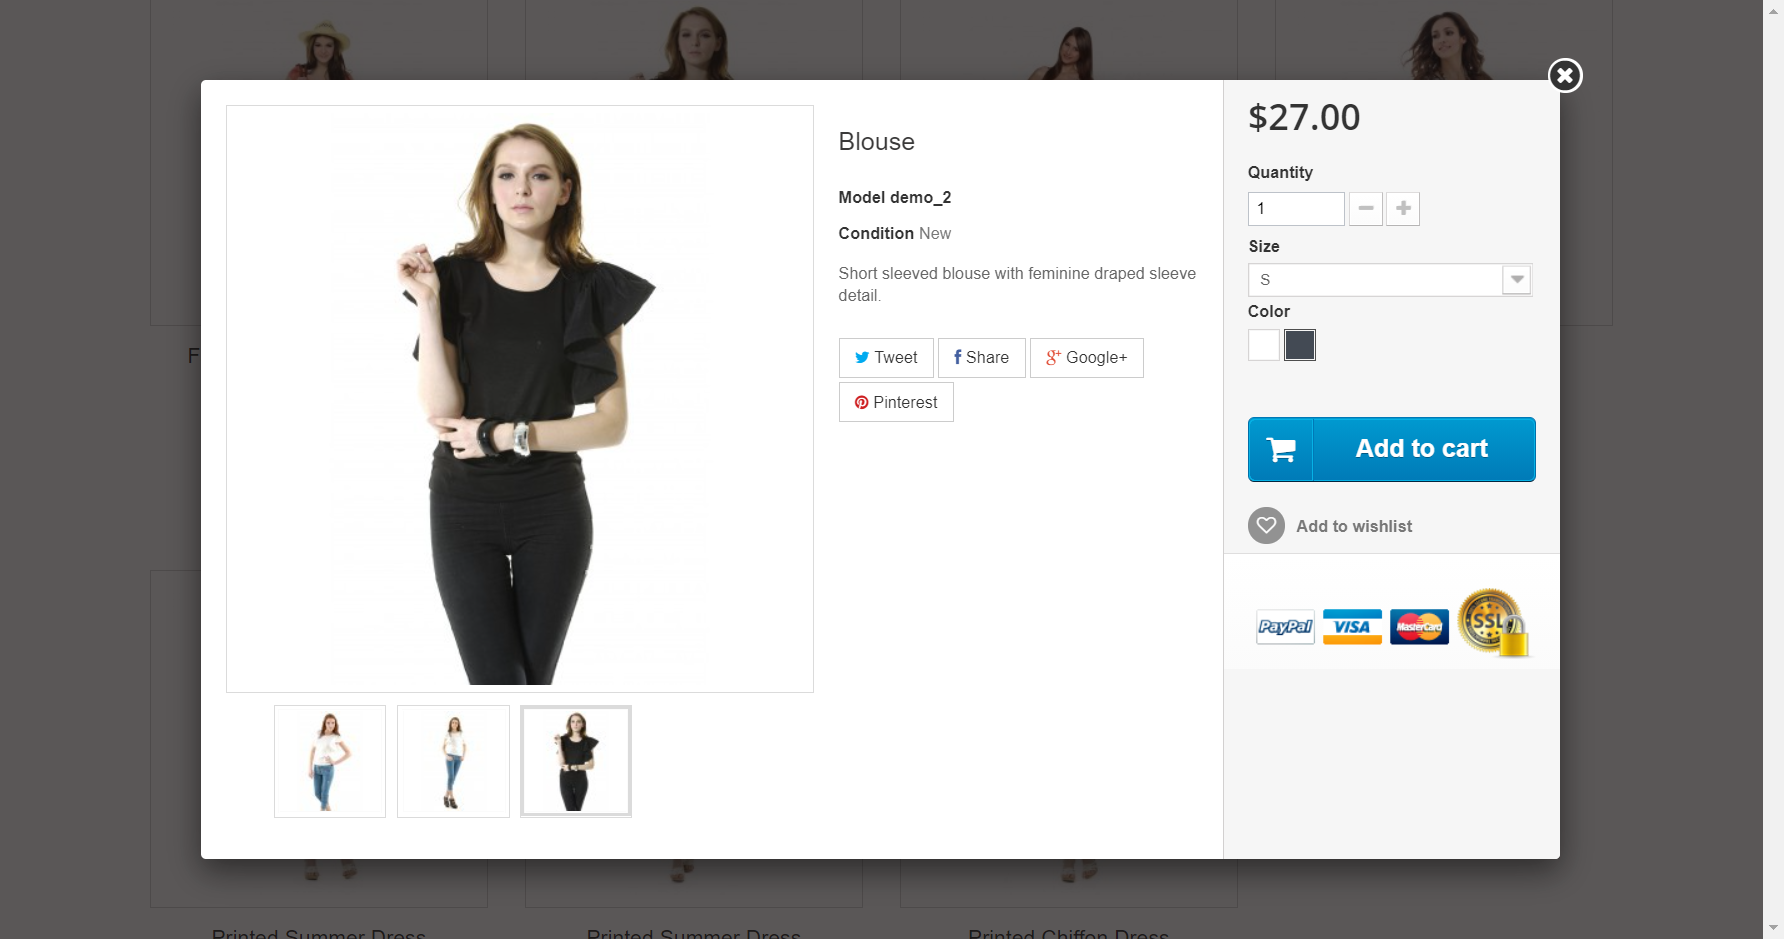 Blouse
Model demo_2
Condition New
Short sleeved blouse with feminine draped sleeve
detail.
Tweet
Share
Google+
Pinterest
$27.00
Quantity
1
Size
S
Color
Add to cart
Add to wishlist
PayPal
VISA
MasterCard
SSL
F
Printed Summer Dress
Printed Summer Dress
Printed Chiffon Dress